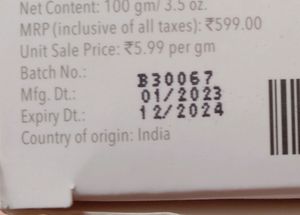 Net Content: 100 gm/ 3.5 oz.
MRP (inclusive of all taxes): ₹599.00
Unit Sale Price: ₹5.99 per gm
Batch No.: B30067
Mfg. Dt.: 01/2023
Expiry Dt.: 12/2024
Country of origin: India